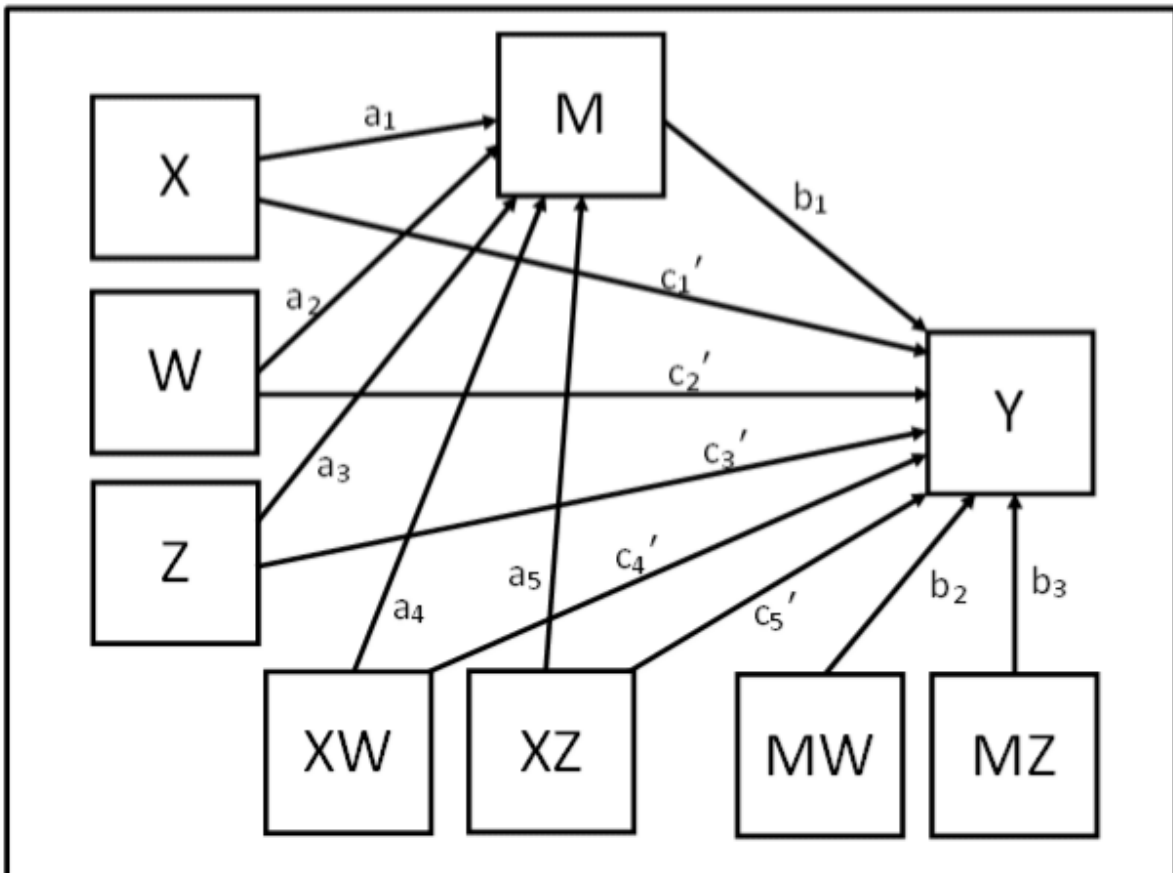 M
X
a₁
b₁
c₁′
a₂
W
c₂′
Y
a₃
c₃′
Z
c₄′
a₅
a₄
c₅′
b₂
b₃
XW
XZ
MW
MZ